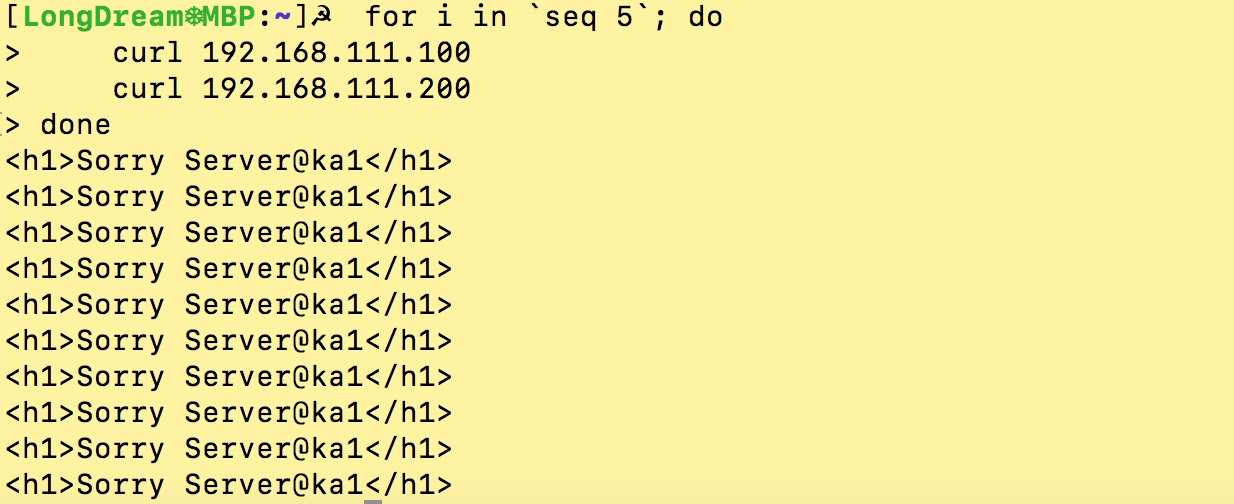 [LongDream❄MBP:~]☭  for i in `seq 5`; do
>     curl 192.168.111.100
>     curl 192.168.111.200
> done
<h1>Sorry Server@ka1</h1>
<h1>Sorry Server@ka1</h1>
<h1>Sorry Server@ka1</h1>
<h1>Sorry Server@ka1</h1>
<h1>Sorry Server@ka1</h1>
<h1>Sorry Server@ka1</h1>
<h1>Sorry Server@ka1</h1>
<h1>Sorry Server@ka1</h1>
<h1>Sorry Server@ka1</h1>
<h1>Sorry Server@ka1</h1>